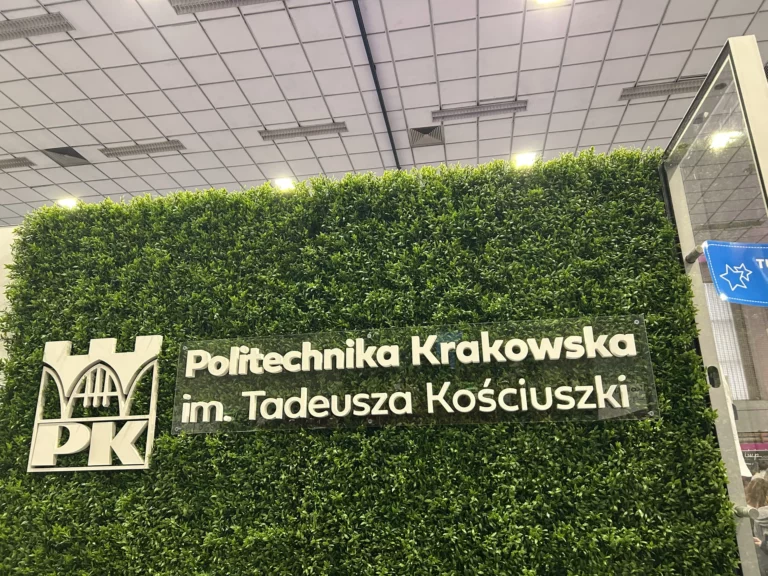 Politechnika Krakowska
im. Tadeusza Kościuszki
PK